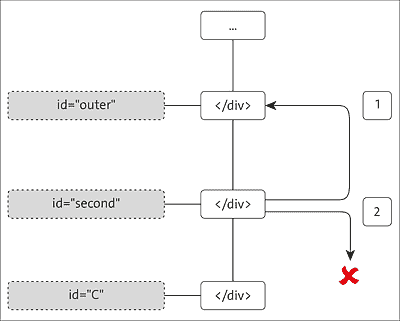 ...
id="outer"
</div>
1
id="second"
</div>
2
id="C"
</div>